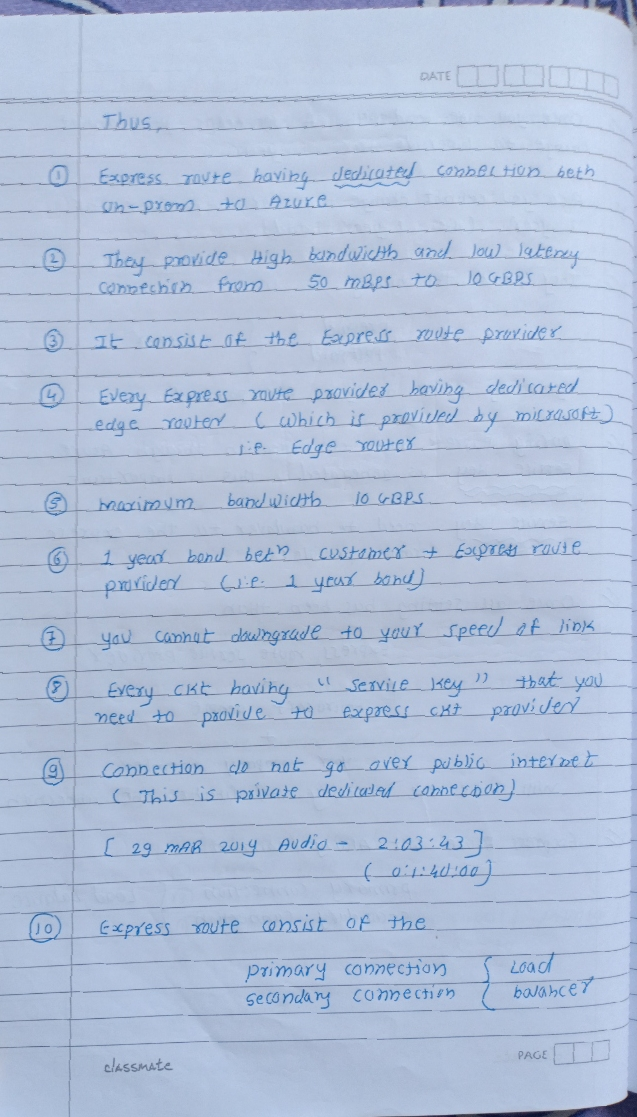 DATE
Thus,
① Express route having dedicated connection betn
on-prem to Azure
② They provide High bandwidth and low latency
connection from 50 MBPS to 10 GBPS
③ It consist of the Express route provider
④ Every Express route provider having dedicated
edge router ( which is provided by microsoft )
i.e. Edge router
⑤ maximum bandwidth 10 GBPS
⑥ 1 year bond betn customer + Express route
provider (i.e. 1 year bond)
⑦ you cannot downgrade to your speed of link
⑧ Every ckt having "service key" that you
need to provide to express ckt provider
⑨ Connection do not go over public internet
( This is private dedicated connection )
[ 29 MAR 2019 Audio - 2:03:43 ]
( 0:1:40:00 )
⑩ Express route consist of the
primary connection { Load
secondary connection { balancer
classmate
PAGE